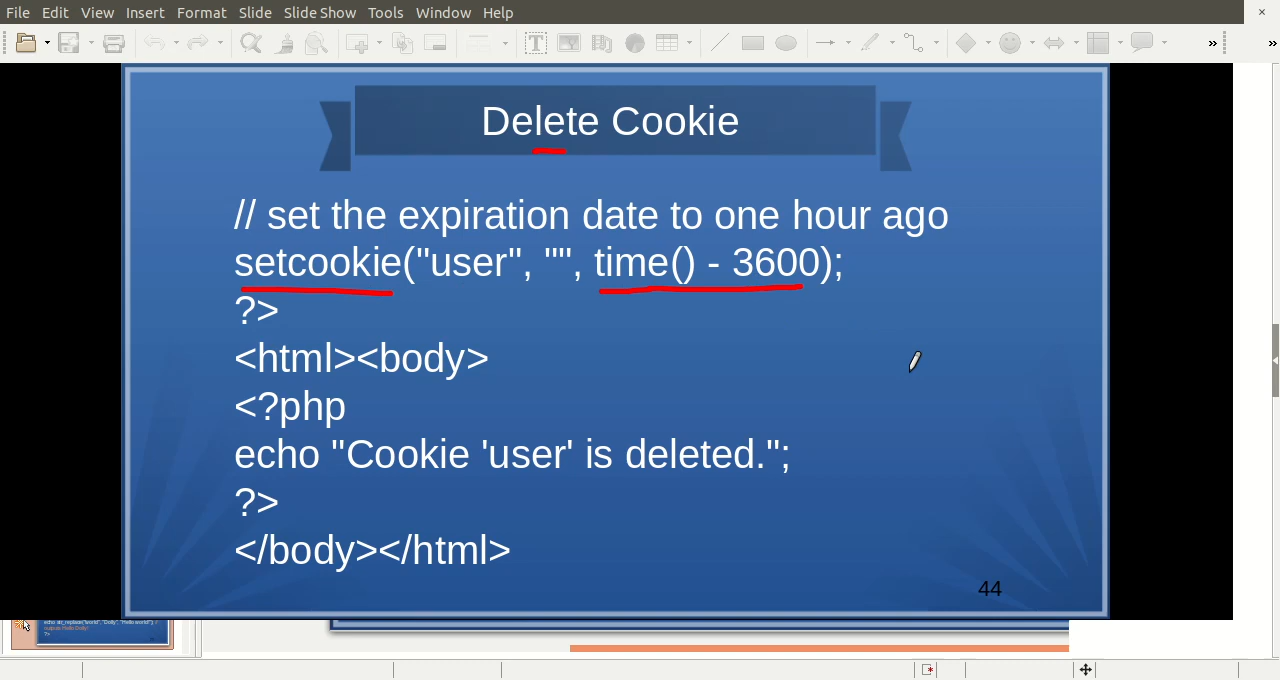 File Edit View Insert Format Slide Slide Show Tools Window Help
Delete Cookie
// set the expiration date to one hour ago
setcookie("user", "", time() - 3600);
?>
<html><body>
<?php
echo "Cookie 'user' is deleted.";
?>
</body></html>
44